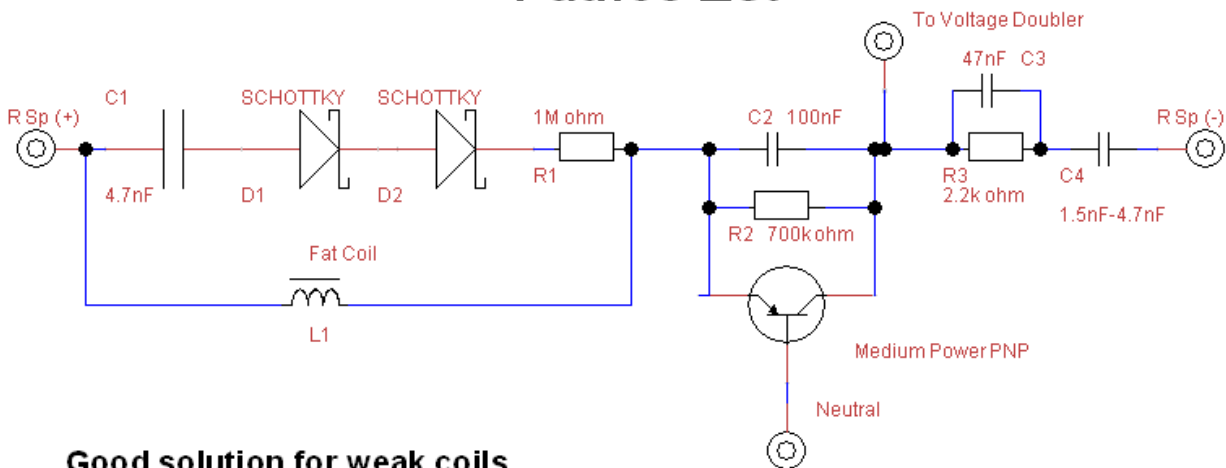 To Voltage Doubler
47nF C3
C1
SCHOTTKY
SCHOTTKY
R Sp (+)
1M ohm
C2 100nF
R Sp (-)
4.7nF
D1
D2
R1
R3
2.2k ohm
C4
1.5nF-4.7nF
R2 700k ohm
Fat Coil
L1
Medium Power PNP
Neutral
Good solution for weak coils